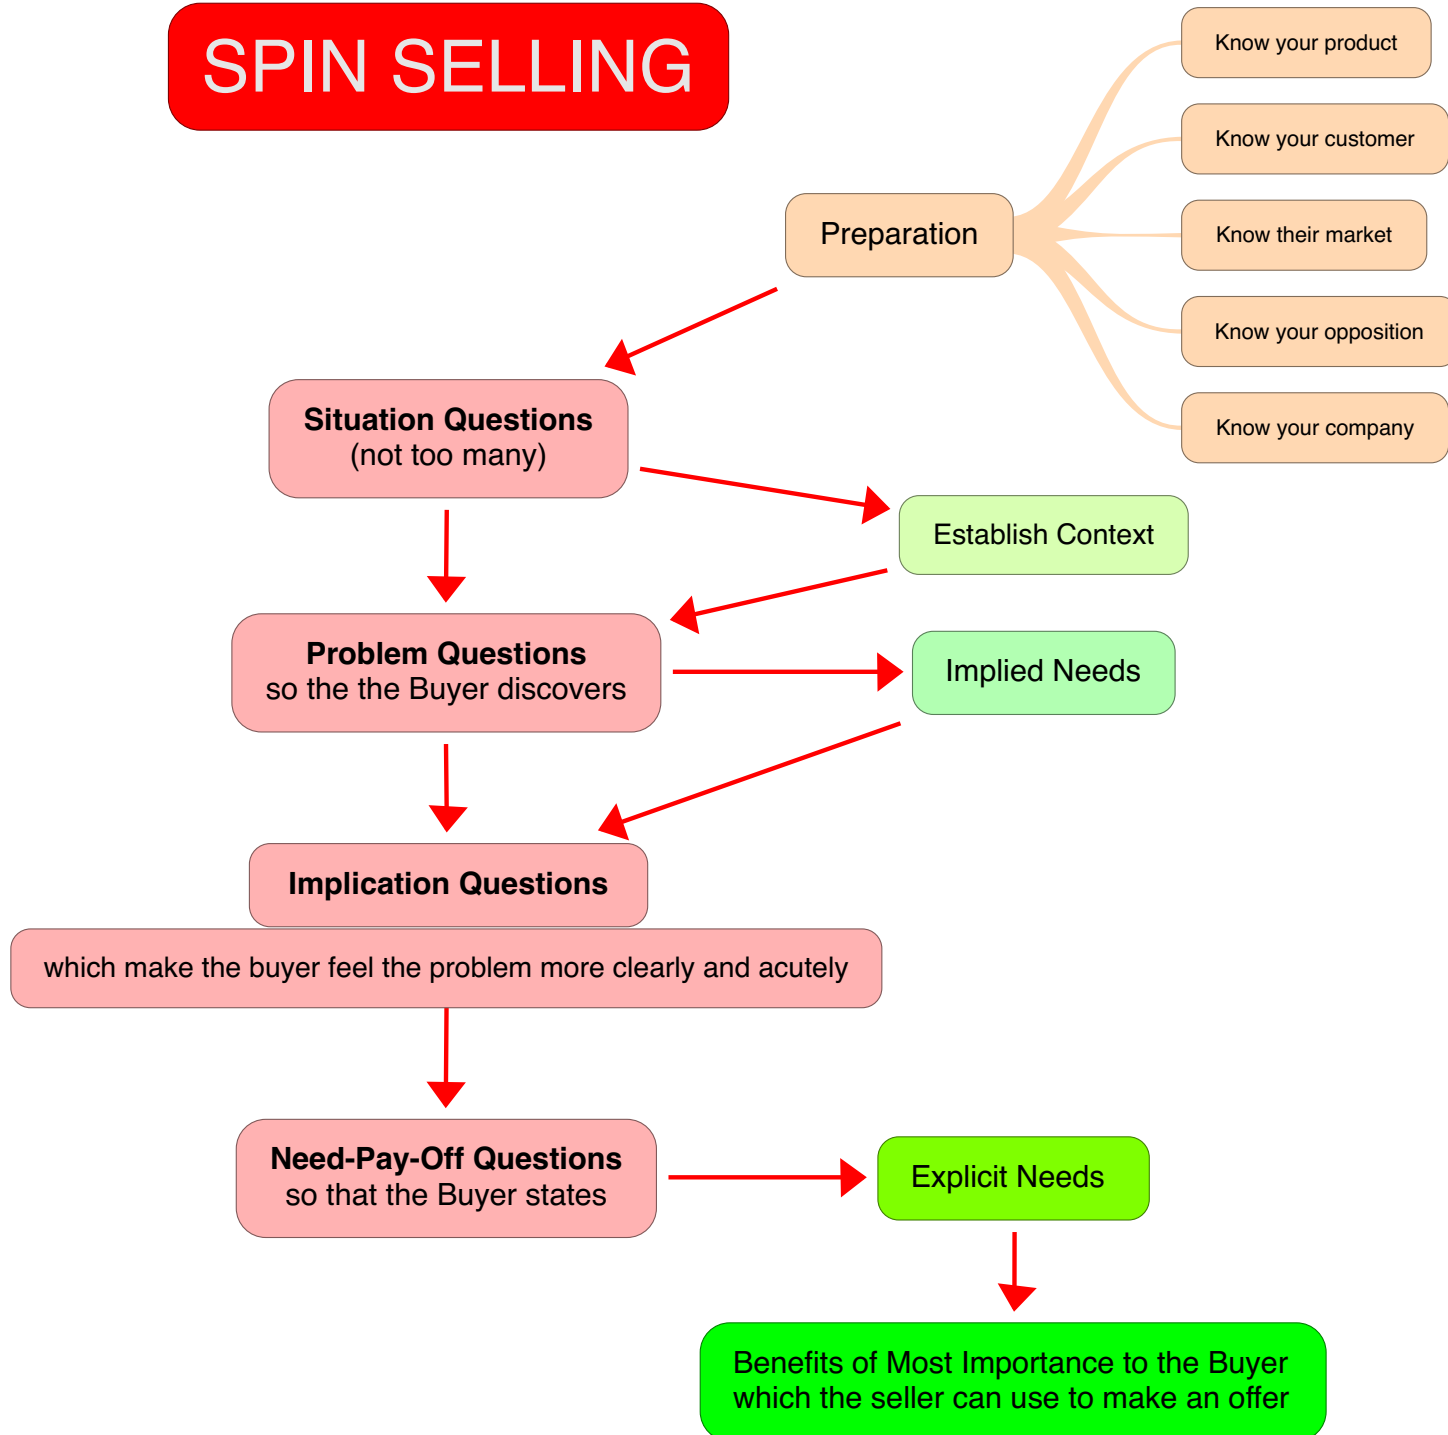 SPIN SELLING
Know your product
Know your customer
Preparation
Know their market
Know your opposition
Know your company
Situation Questions
(not too many)
Establish Context
Problem Questions
so the the Buyer discovers
Implied Needs
Implication Questions
which make the buyer feel the problem more clearly and acutely
Need-Pay-Off Questions
so that the Buyer states
Explicit Needs
Benefits of Most Importance to the Buyer
which the seller can use to make an offer